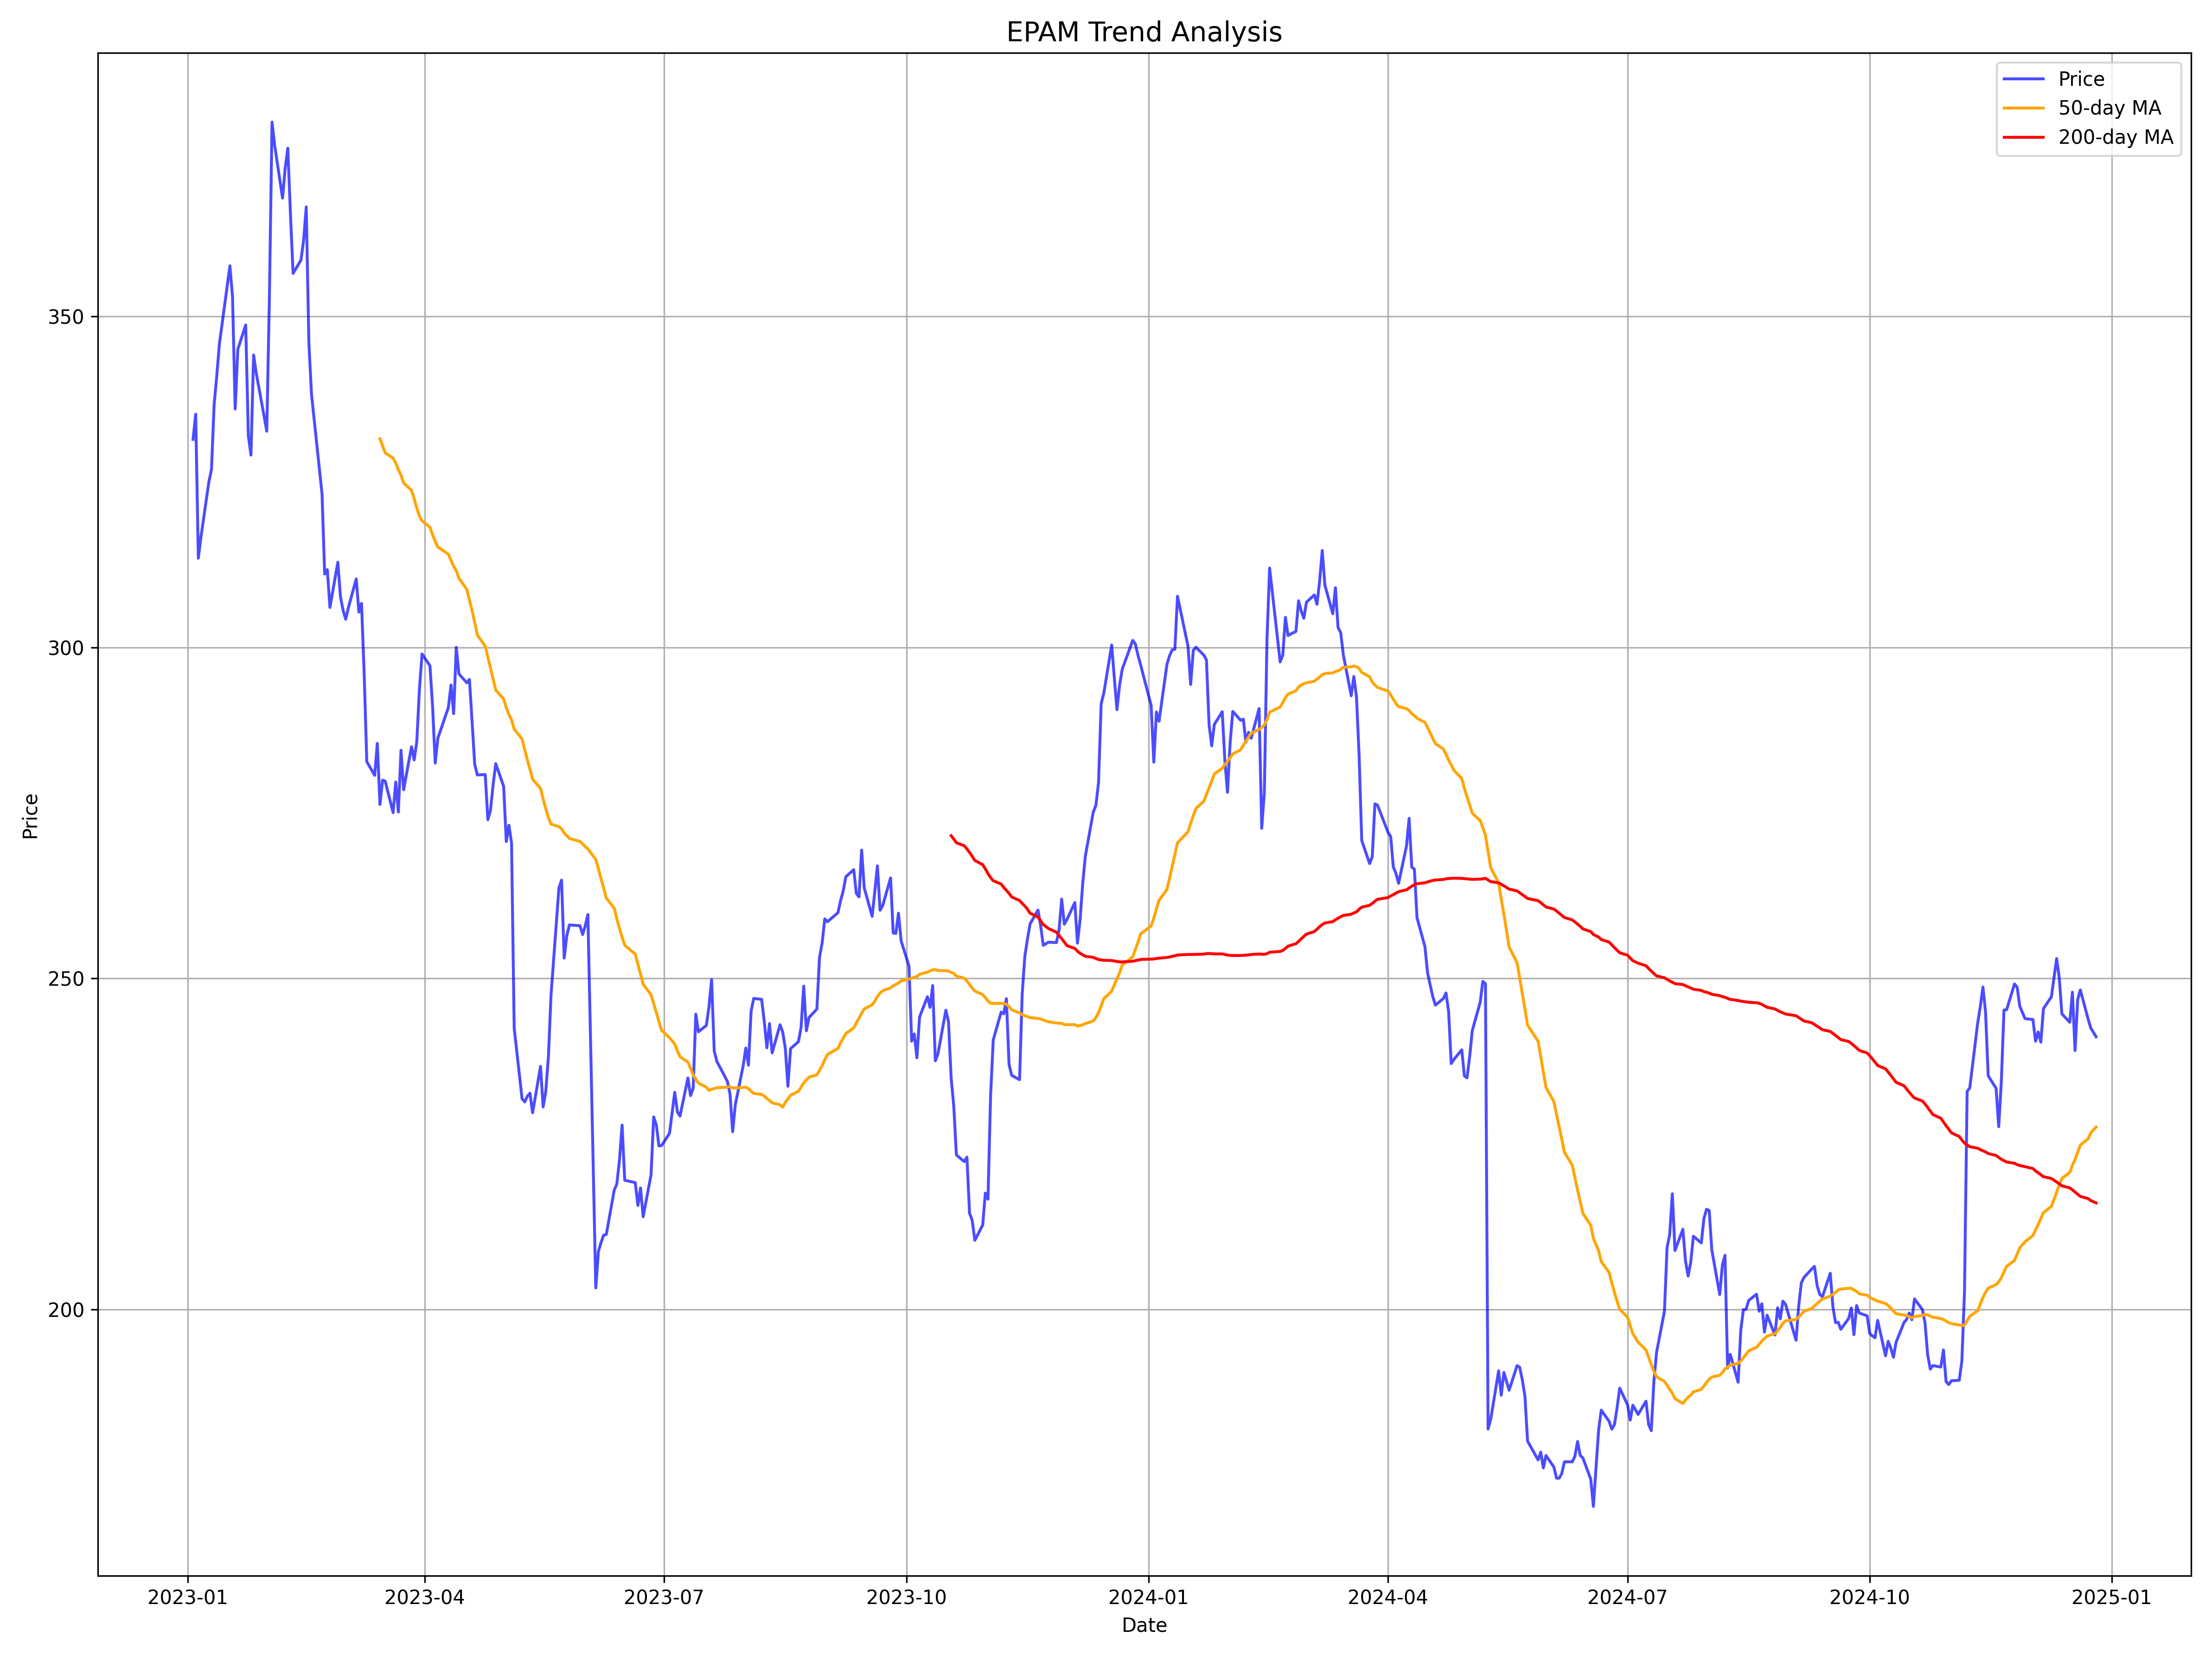 EPAM Trend Analysis
Price
50-day MA
200-day MA
350
300
250
200
Price
2023-01
2023-04
2023-07
2023-10
2024-01
2024-04
2024-07
2024-10
2025-01
Date